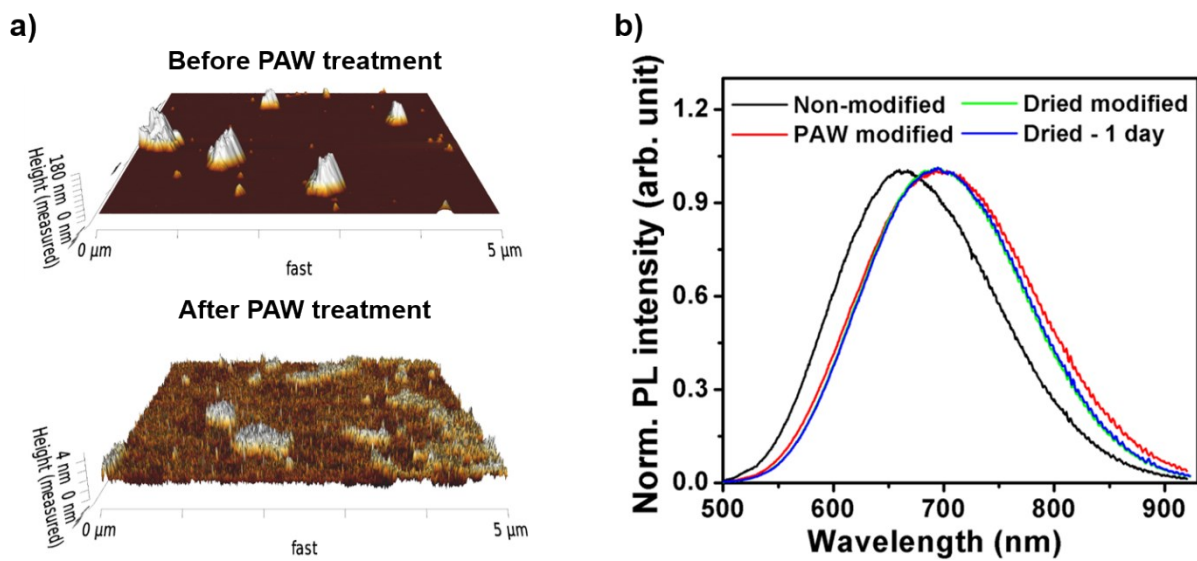 a)
Before PAW treatment
180 nm
0 nm
Height (measured)
0 µm
5 µm
fast
After PAW treatment
4 nm
0 nm
Height (measured)
0 µm
5 µm
fast
b)
Norm. PL intensity (arb. unit)
1.2
0.9
0.6
0.3
0.0
Non-modified
PAW modified
Dried modified
Dried - 1 day
500 600 700 800 900
Wavelength (nm)